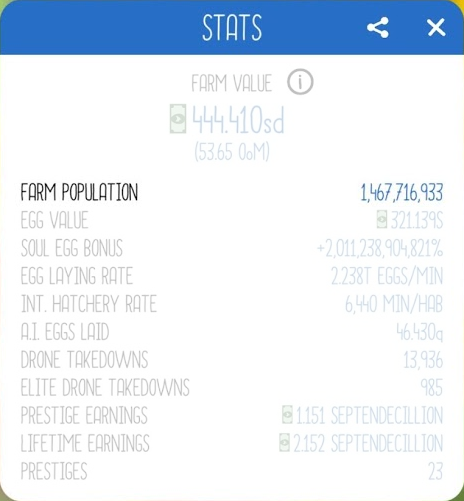 STATS
FARM VALUE i
444.410sd
(53.65 OoM)
FARM POPULATION 1,467,716,933
EGG VALUE 321.139S
SOUL EGG BONUS +2,011,238,904,821%
EGG LAYING RATE 2.238T EGGS/MIN
INT. HATCHERY RATE 6,440 MIN/HAB
A.I. EGGS LAID 46.430q
DRONE TAKEDOWNS 13,936
ELITE DRONE TAKEDOWNS 985
PRESTIGE EARNINGS 1.151 SEPTENDECILLION
LIFETIME EARNINGS 2.152 SEPTENDECILLION
PRESTIGES 23